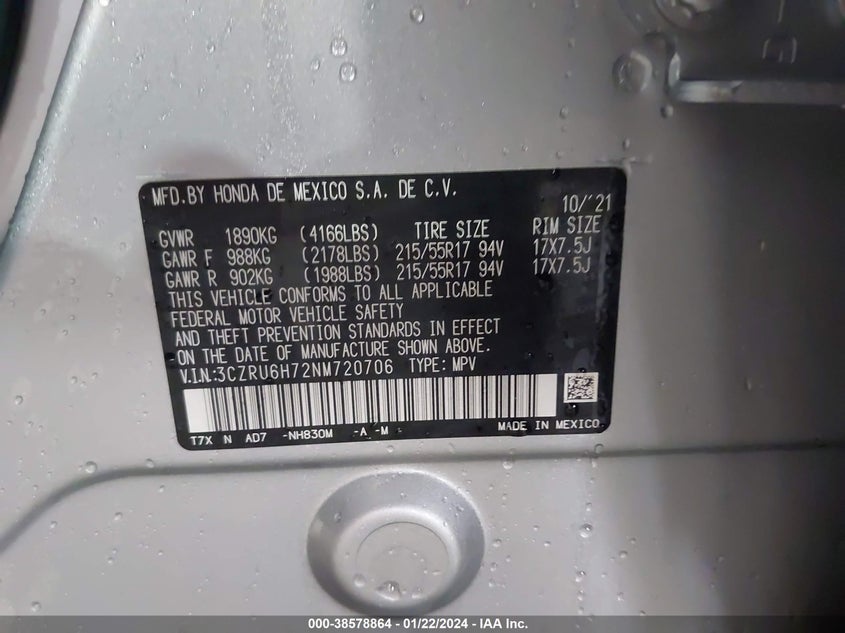 MFD.BY HONDA DE MEXICO S.A. DE C.V.
10/'21
GVWR 1890KG (4166LBS) TIRE SIZE RIM SIZE
GAWR F 988KG (2178LBS) 215/55R17 94V 17X7.5J
GAWR R 902KG (1988LBS) 215/55R17 94V 17X7.5J
THIS VEHICLE CONFORMS TO ALL APPLICABLE
FEDERAL MOTOR VEHICLE SAFETY
AND THEFT PREVENTION STANDARDS IN EFFECT
ON THE DATE OF MANUFACTURE SHOWN ABOVE.
V.I.N:3CZRU6H72NM720706 TYPE: MPV
T7X N AD7 -NH830M -A -M MADE IN MEXICO
000-38578864 - 01/22/2024 - IAA Inc.